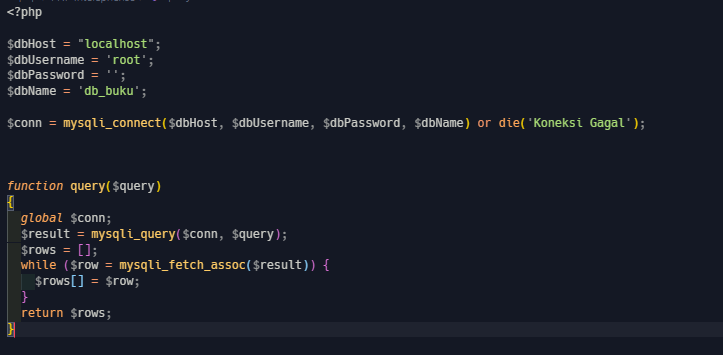 <?php
$dbHost = "localhost";
$dbUsername = 'root';
$dbPassword = '';
$dbName = 'db_buku';
$conn = mysqli_connect($dbHost, $dbUsername, $dbPassword, $dbName) or die('Koneksi Gagal');
function query($query)
{
  global $conn;
  $result = mysqli_query($conn, $query);
  $rows = [];
  while ($row = mysqli_fetch_assoc($result)) {
    $rows[] = $row;
  }
  return $rows;
}